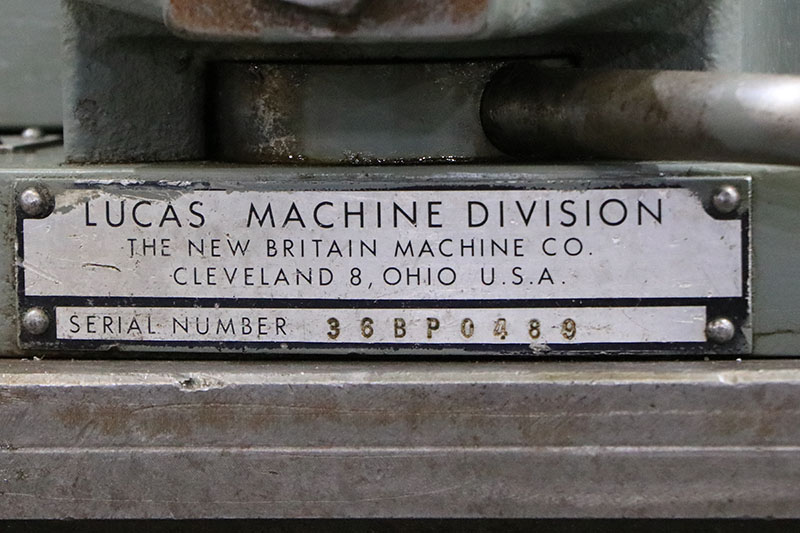 LUCAS MACHINE DIVISION
THE NEW BRITAIN MACHINE CO.
CLEVELAND 8, OHIO U.S.A.
SERIAL NUMBER 36BP0489